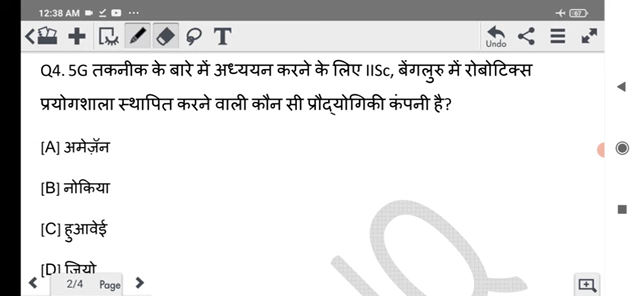 12:38 AM
67
T
Undo
Q4. 5G तकनीक के बारे में अध्ययन करने के लिए IISc, बेंगलुरु में रोबोटिक्स
प्रयोगशाला स्थापित करने वाली कौन सी प्रौद्योगिकी कंपनी है?
[A] अमेज़ॅन
[B] नोकिया
[C] हुआवेई
[D] जियो
2/4 Page